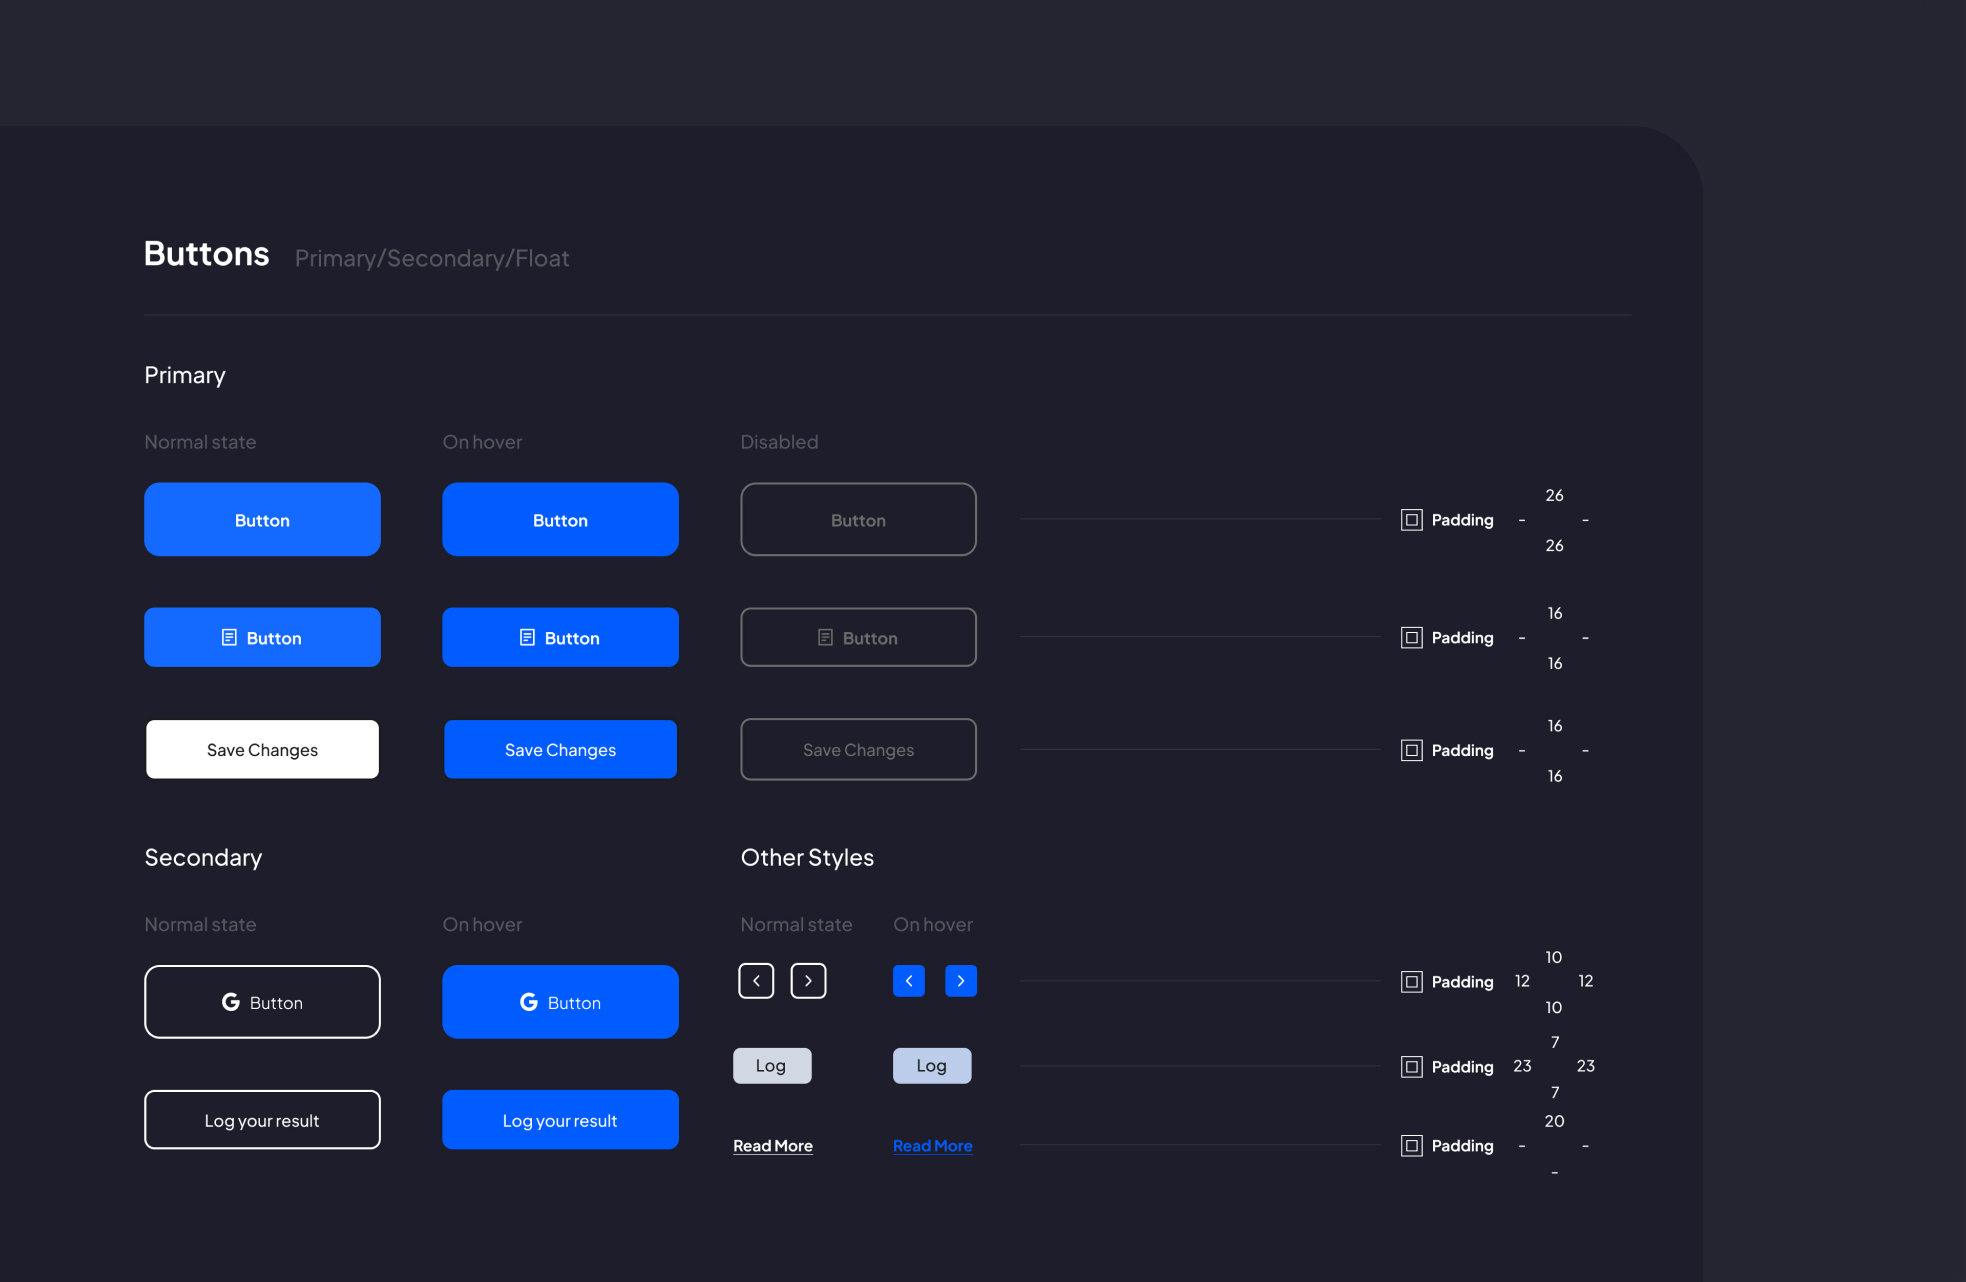 Buttons Primary/Secondary/Float
Primary
Normal state On hover Disabled
Button Button Button
26
Padding - -
26
Button Button Button
16
Padding - -
16
Save Changes Save Changes Save Changes
16
Padding - -
16
Secondary Other Styles
Normal state On hover Normal state On hover
G Button G Button
10
Padding 12 12
10
Log Log
7
Padding 23 23
7
Log your result Log your result
Read More Read More
20
Padding - -
-